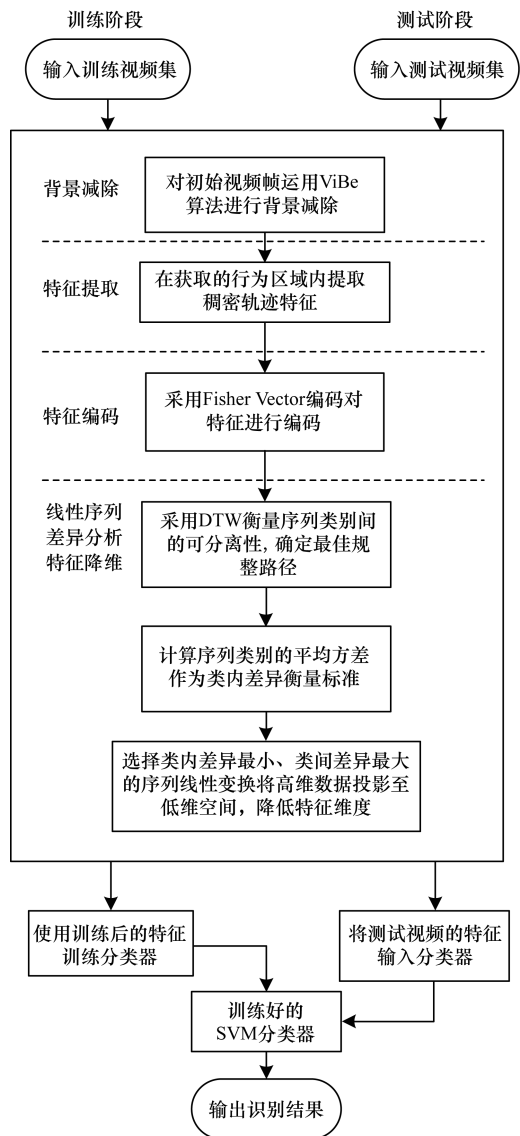 训练阶段
测试阶段
输入训练视频集
输入测试视频集
背景减除
对初始视频帧运用ViBe
算法进行背景减除
特征提取
在获取的行为区域内提取
稠密轨迹特征
特征编码
采用Fisher Vector编码对
特征进行编码
线性序列
差异分析
特征降维
采用DTW衡量序列类别间
的可分离性, 确定最佳规
整路径
计算序列类别的平均方差
作为类内差异衡量标准
选择类内差异最小、类间差异最大
的序列线性变换将高维数据投影至
低维空间，降低特征维度
使用训练后的特征
训练分类器
将测试视频的特征
输入分类器
训练好的
SVM分类器
输出识别结果